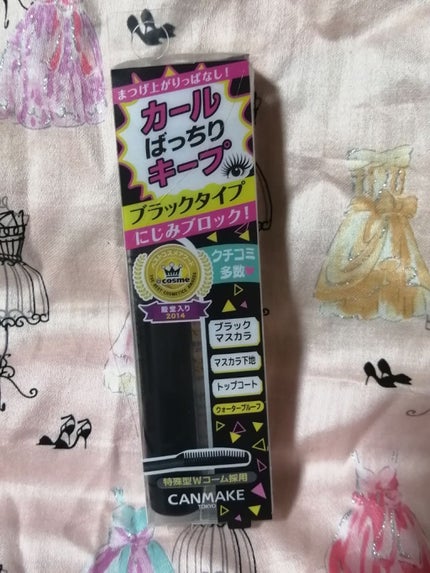 まつげ上がりっぱなし!
カール
ばっちり
キープ
ブラックタイプ
にじみブロック!
クチコミ
多数
@cosme
THE BEST COSMETICS AWARDS
殿堂入り
2014
ブラック
マスカラ
マスカラ下地
トップコート
ウォータープルーフ
特殊型Wコーム採用
CANMAKE
TOKYO